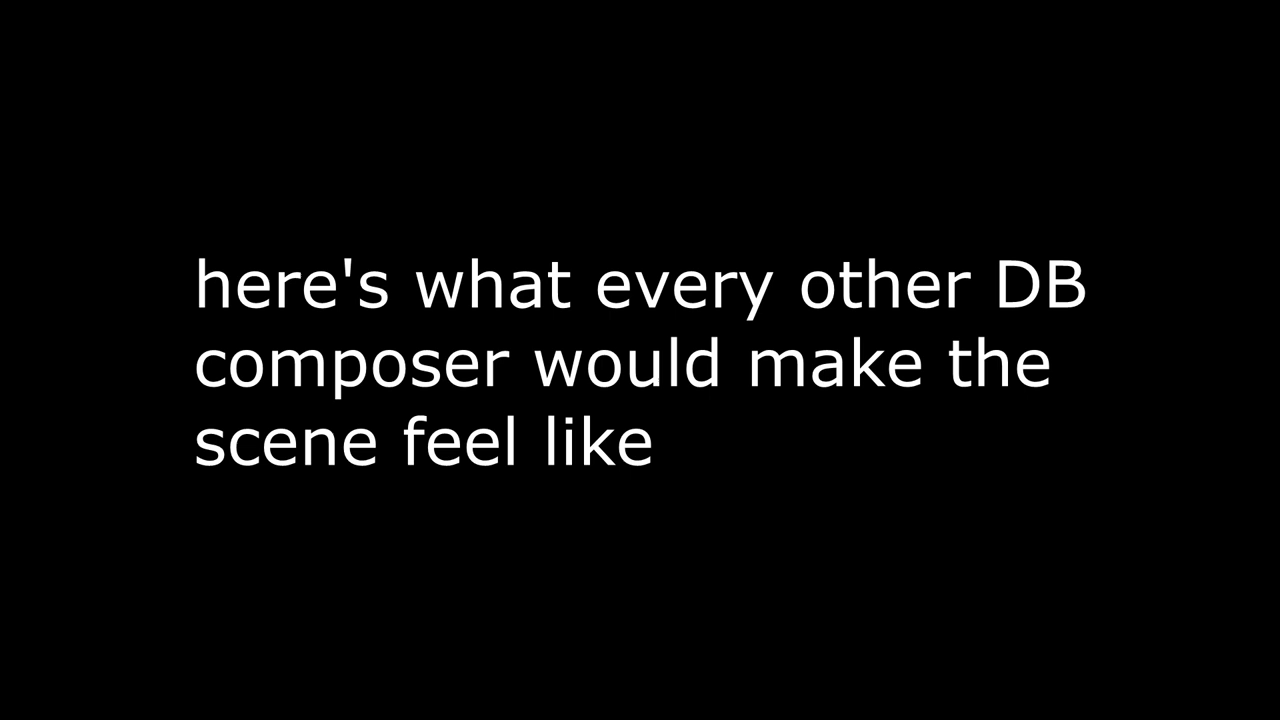 here's what every other DB
composer would make the
scene feel like